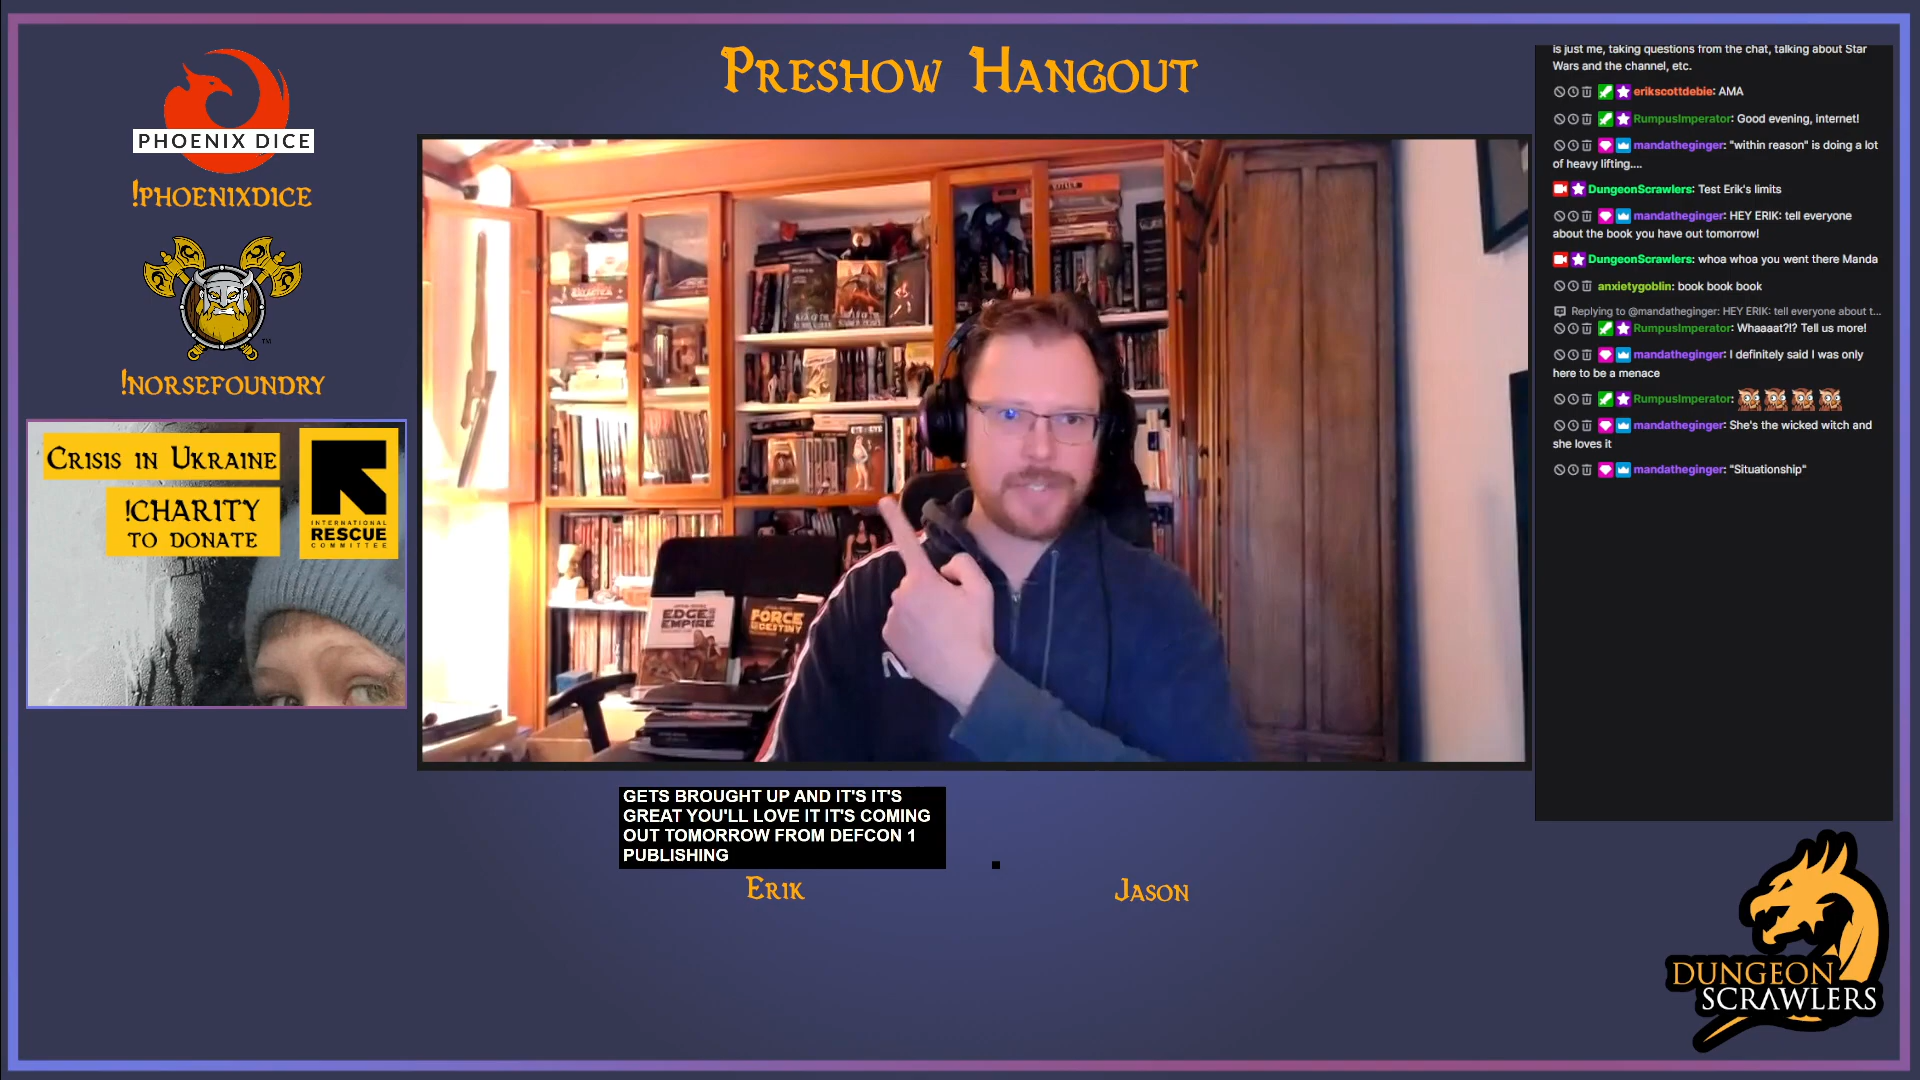 Preshow Hangout
PHOENIX DICE
!PHOENIXDICE
TM
!NORSEFOUNDRY
Crisis in Ukraine
!CHARITY
TO DONATE
INTERNATIONAL
RESCUE
COMMITTEE
EDGE
EMPIRE
FORCE
DESTINY
GETS BROUGHT UP AND IT'S IT'S
GREAT YOU'LL LOVE IT IT'S COMING
OUT TOMORROW FROM DEFCON 1
PUBLISHING
Erik
Jason
is just me, taking questions from the chat, talking about Star
Wars and the channel, etc.
erikscottdebie: AMA
RumpusImperator: Good evening, internet!
mandatheginger: "within reason" is doing a lot
of heavy lifting....
DungeonScrawlers: Test Erik's limits
mandatheginger: HEY ERIK: tell everyone
about the book you have out tomorrow!
DungeonScrawlers: whoa whoa you went there Manda
anxietygoblin: book book book
Replying to @mandatheginger: HEY ERIK: tell everyone about t...
RumpusImperator: Whaaaat?!? Tell us more!
mandatheginger: I definitely said I was only
here to be a menace
RumpusImperator:
mandatheginger: She's the wicked witch and
she loves it
mandatheginger: "Situationship"
DUNGEON
SCRAWLERS